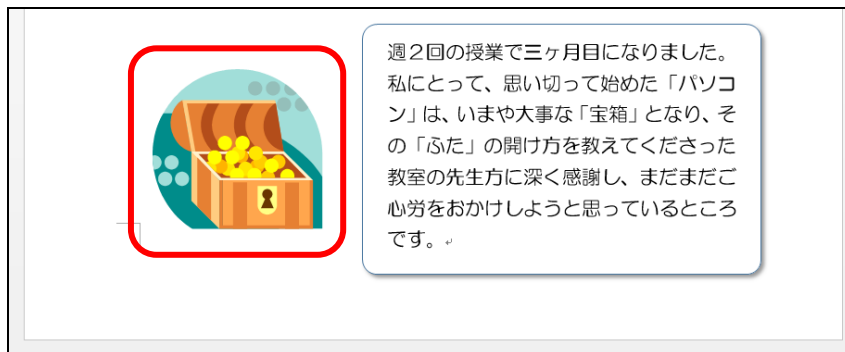 週２回の授業で三ヶ月目になりました。
私にとって、思い切って始めた「パソコ
ン」は、いまや大事な「宝箱」となり、そ
の「ふた」の開け方を教えてくださった
教室の先生方に深く感謝し、まだまだご
心労をおかけしようと思っているところ
です。